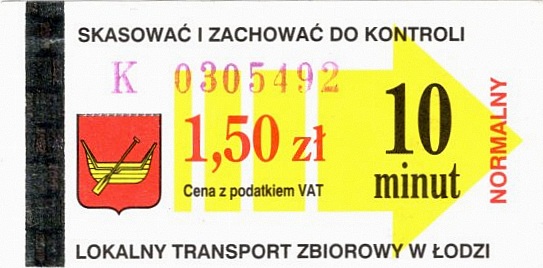 SKASOWAĆ I ZACHOWAĆ DO KONTROLI
K 0305492
1,50 zł
Cena z podatkiem VAT
10
minut
NORMALNY
LOKALNY TRANSPORT ZBIOROWY W ŁODZI